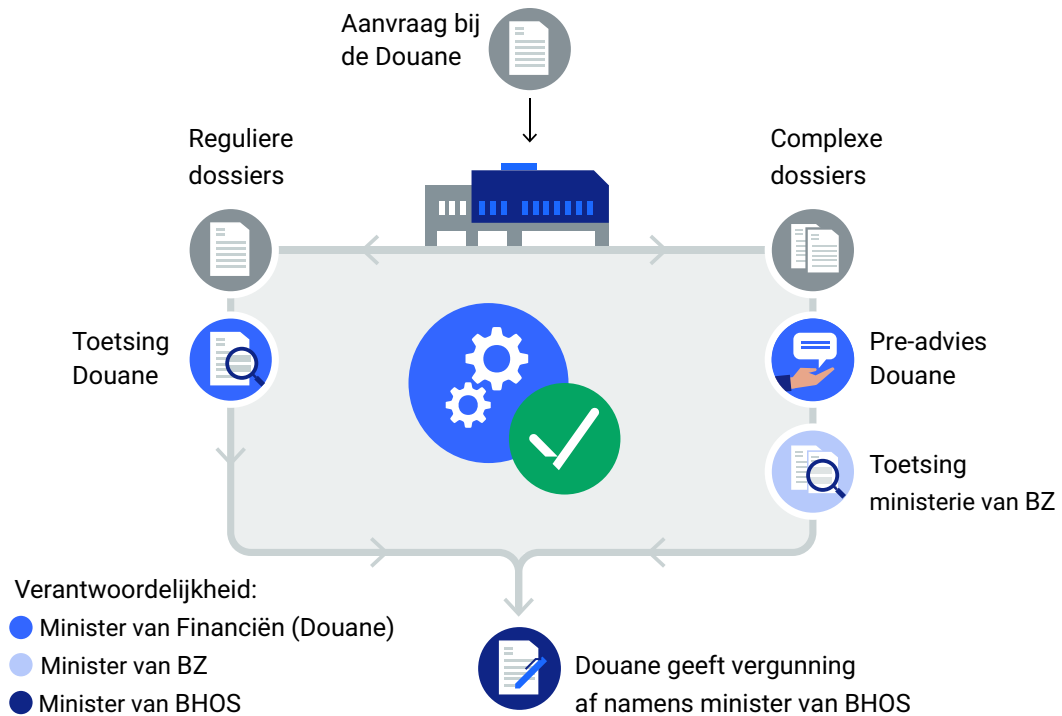 Aanvraag bij
de Douane
Reguliere
dossiers
Complexe
dossiers
Toetsing
Douane
Pre-advies
Douane
Toetsing
ministerie van BZ
Verantwoordelijkheid:
Minister van Financiën (Douane)
Minister van BZ
Minister van BHOS
Douane geeft vergunning
af namens minister van BHOS